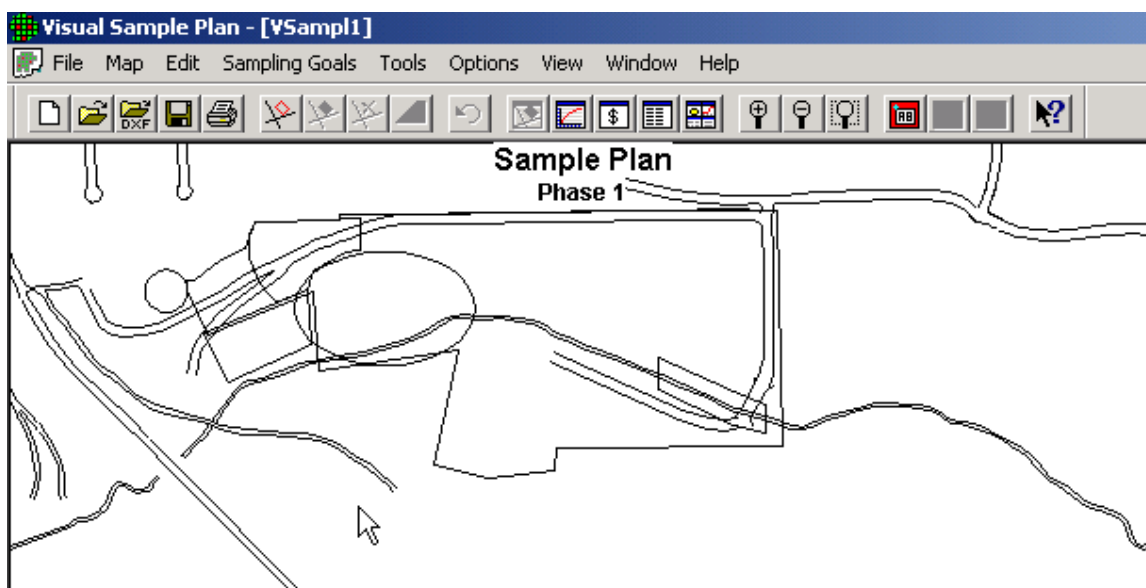 Visual Sample Plan - [VSampl1]
File Map Edit Sampling Goals Tools Options View Window Help
DXF $ AB ?
Sample Plan
Phase 1